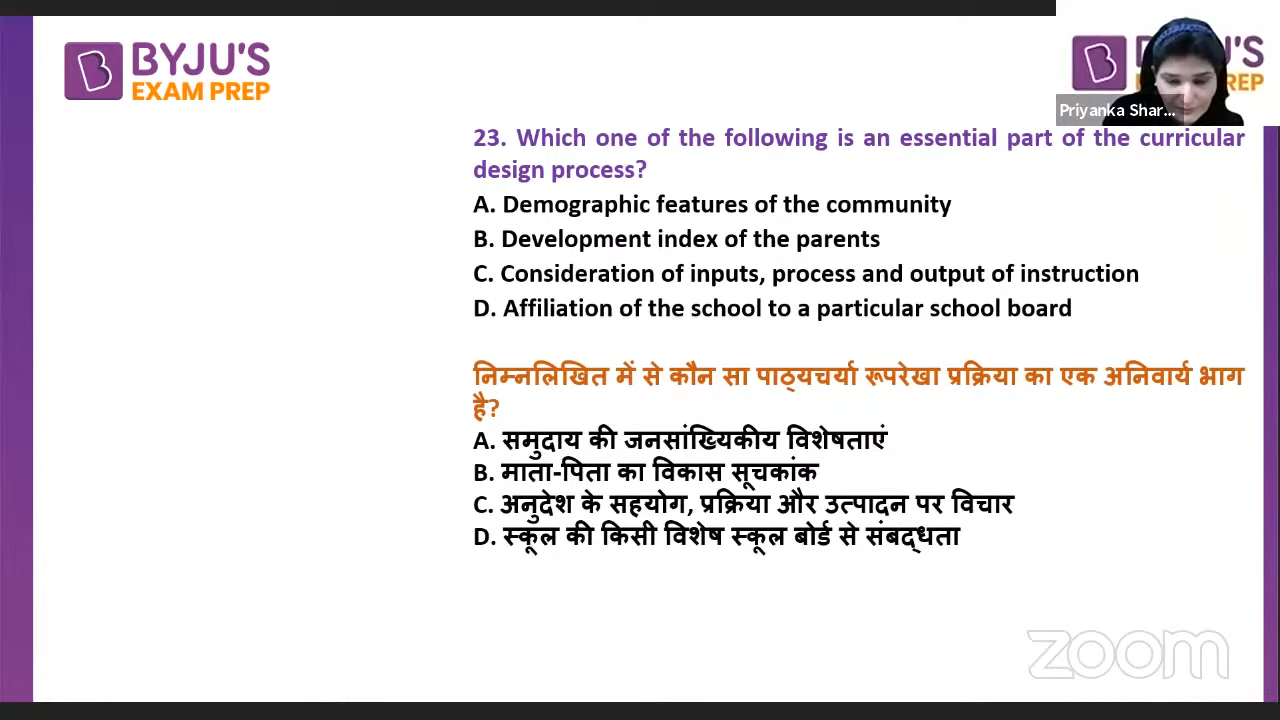 BYJU'S
EXAM PREP
Priyanka Shar...
23. Which one of the following is an essential part of the curricular
design process?
A. Demographic features of the community
B. Development index of the parents
C. Consideration of inputs, process and output of instruction
D. Affiliation of the school to a particular school board
निम्नलिखित में से कौन सा पाठ्यचर्या रूपरेखा प्रक्रिया का एक अनिवार्य भाग
है?
A. समुदाय की जनसांख्यिकीय विशेषताएं
B. माता-पिता का विकास सूचकांक
C. अनुदेश के सहयोग, प्रक्रिया और उत्पादन पर विचार
D. स्कूल की किसी विशेष स्कूल बोर्ड से संबद्धता
zoom